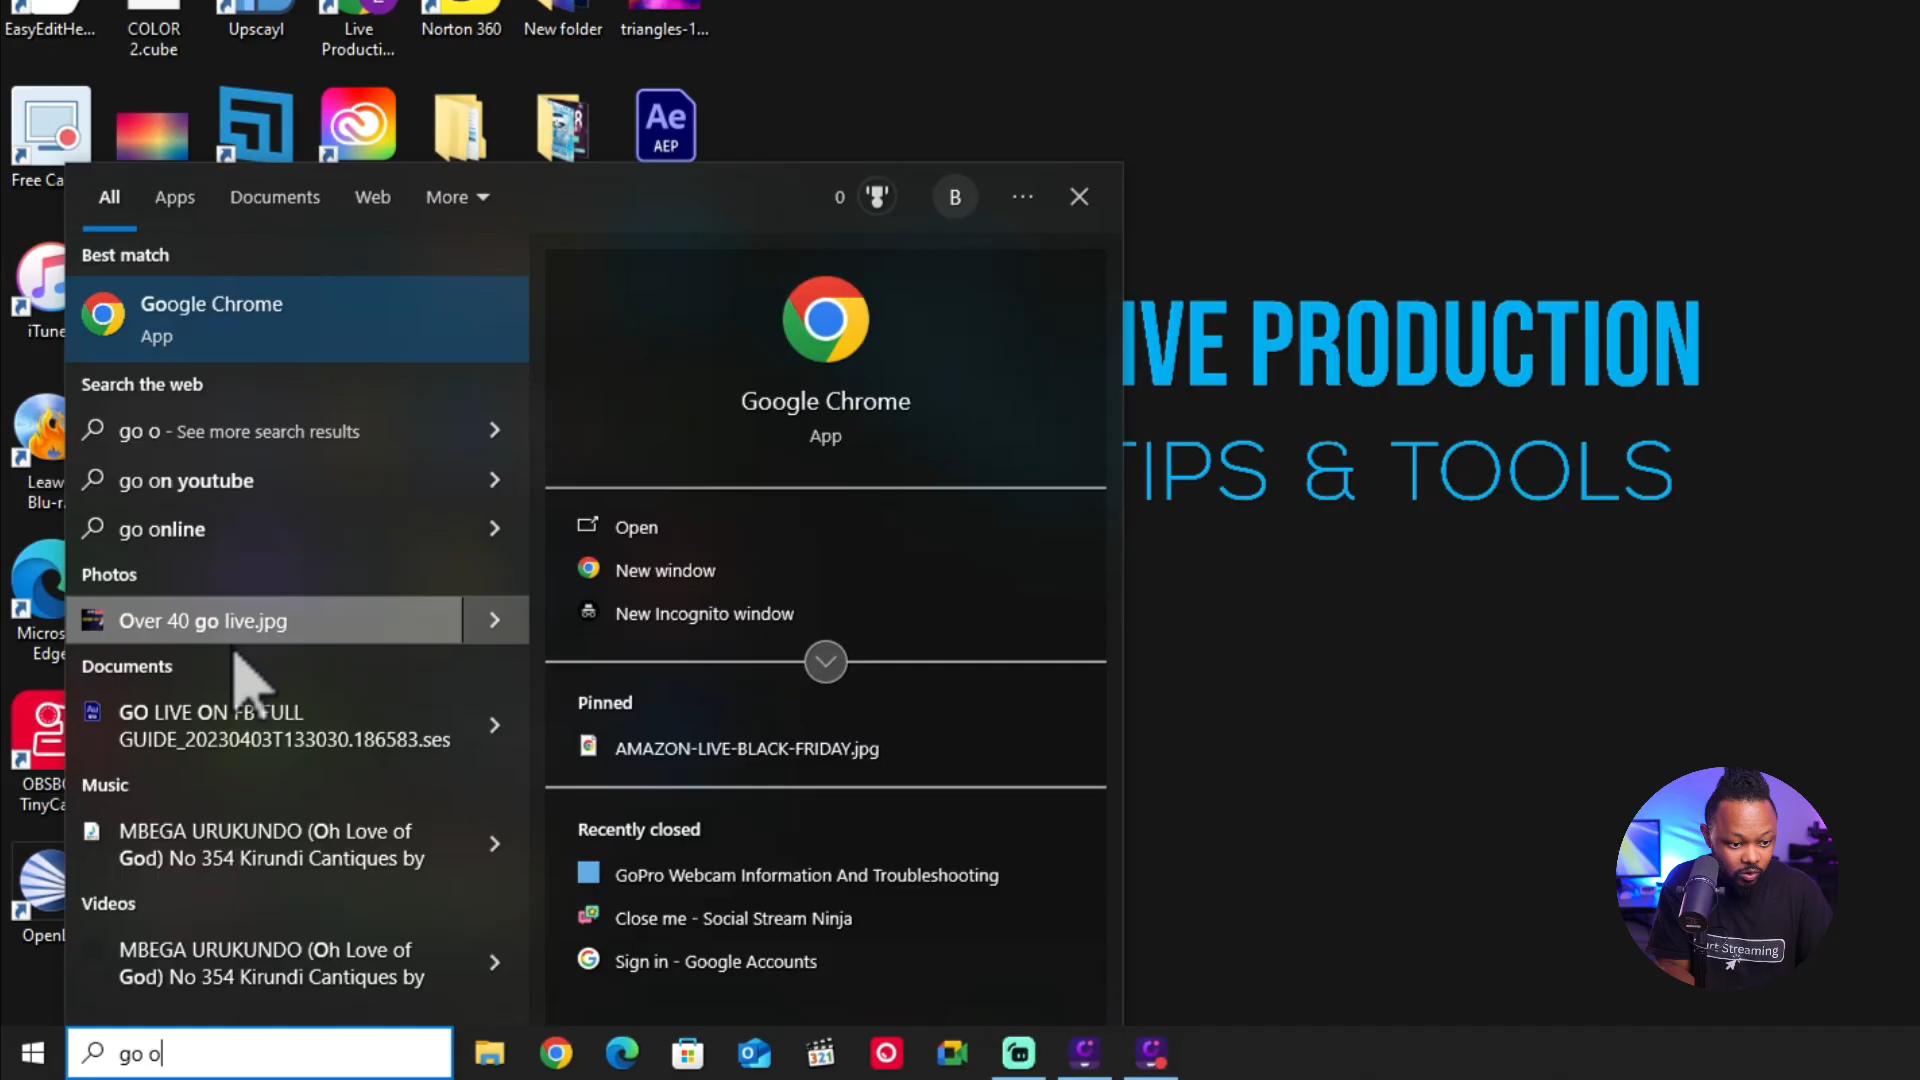 EasyEditHe...
COLOR
2.cube
Upscayl
Live
Producti...
Norton 360
New folder
triangles-1...
Ae
AEP
Free Ca
All
Apps
Documents
Web
More
0
B
Best match
Google Chrome
App
Search the web
go o - See more search results
go on youtube
go online
Photos
Over 40 go live.jpg
Documents
GO LIVE ON FB FULL
GUIDE_20230403T133030.186583.ses
Music
MBEGA URUKUNDO (Oh Love of
God) No 354 Kirundi Cantiques by
Videos
MBEGA URUKUNDO (Oh Love of
God) No 354 Kirundi Cantiques by
Google Chrome
App
Open
New window
New Incognito window
Pinned
AMAZON-LIVE-BLACK-FRIDAY.jpg
Recently closed
GoPro Webcam Information And Troubleshooting
Close me - Social Stream Ninja
Sign in - Google Accounts
iTune
Leaw
Blu-r
Micros
Edge
OBSBO
TinyCa
OpenL
IVE PRODUCTION
TIPS & TOOLS
Streaming
go o
321